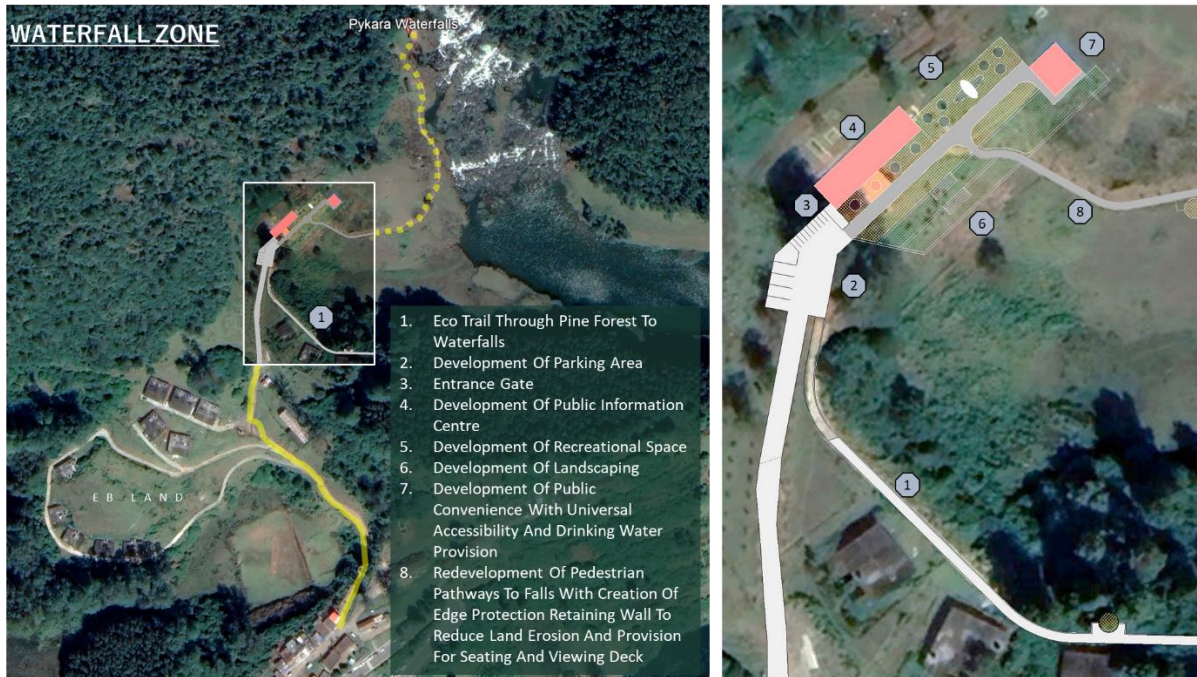 WATERFALL ZONE
Pykara Waterfalls
1
EB LAND
1. Eco Trail Through Pine Forest To
Waterfalls
2. Development Of Parking Area
3. Entrance Gate
4. Development Of Public Information
Centre
5. Development Of Recreational Space
6. Development Of Landscaping
7. Development Of Public
Convenience With Universal
Accessibility And Drinking Water
Provision
8. Redevelopment Of Pedestrian
Pathways To Falls With Creation Of
Edge Protection Retaining Wall To
Reduce Land Erosion And Provision
For Seating And Viewing Deck
7
5
4
3
8
6
2
1